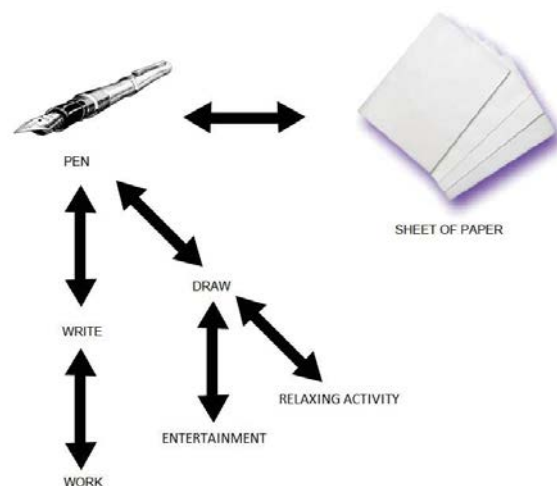 PEN
SHEET OF PAPER
DRAW
WRITE
RELAXING ACTIVITY
ENTERTAINMENT
WORK